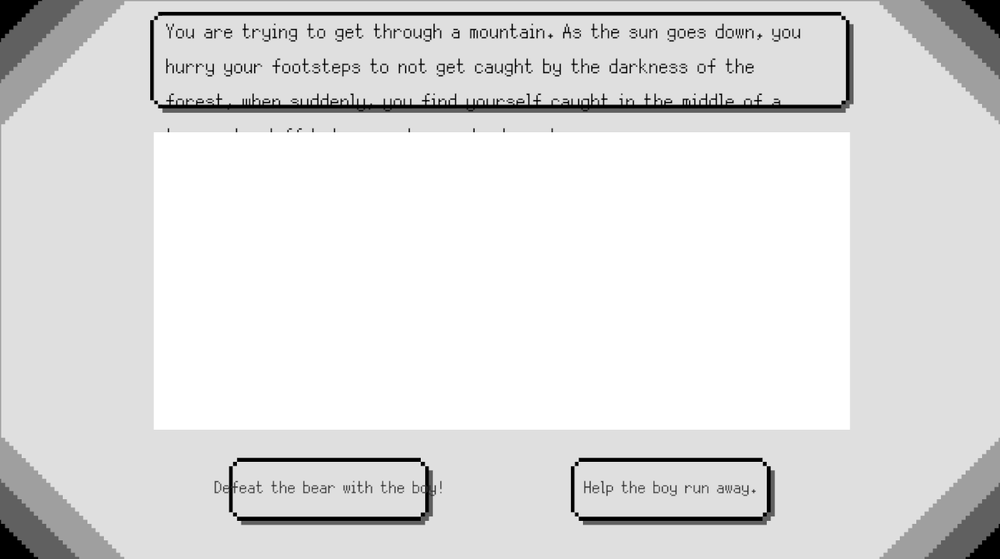 You are trying to get through a mountain. As the sun goes down, you
hurry your footsteps to not get caught by the darkness of the
forest, when suddenly, you find yourself caught in the middle of a
Defeat the bear with the boy!
Help the boy run away.